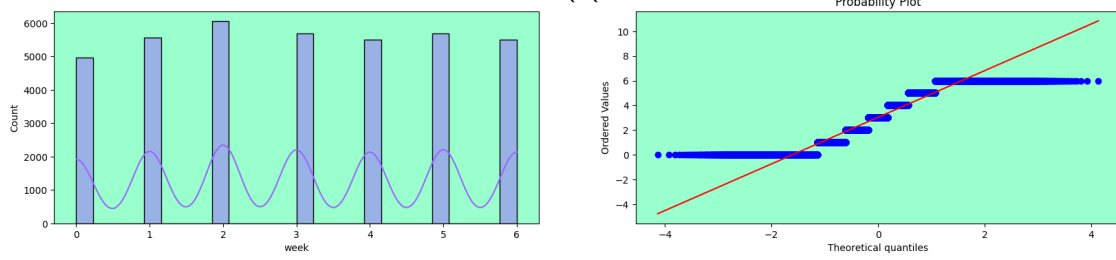 Probability Plot
6000
5000
4000
3000
2000
1000
0
Count
0 1 2 3 4 5 6
week
10
8
6
4
2
0
−2
−4
Ordered Values
−4 −2 0 2 4
Theoretical quantiles